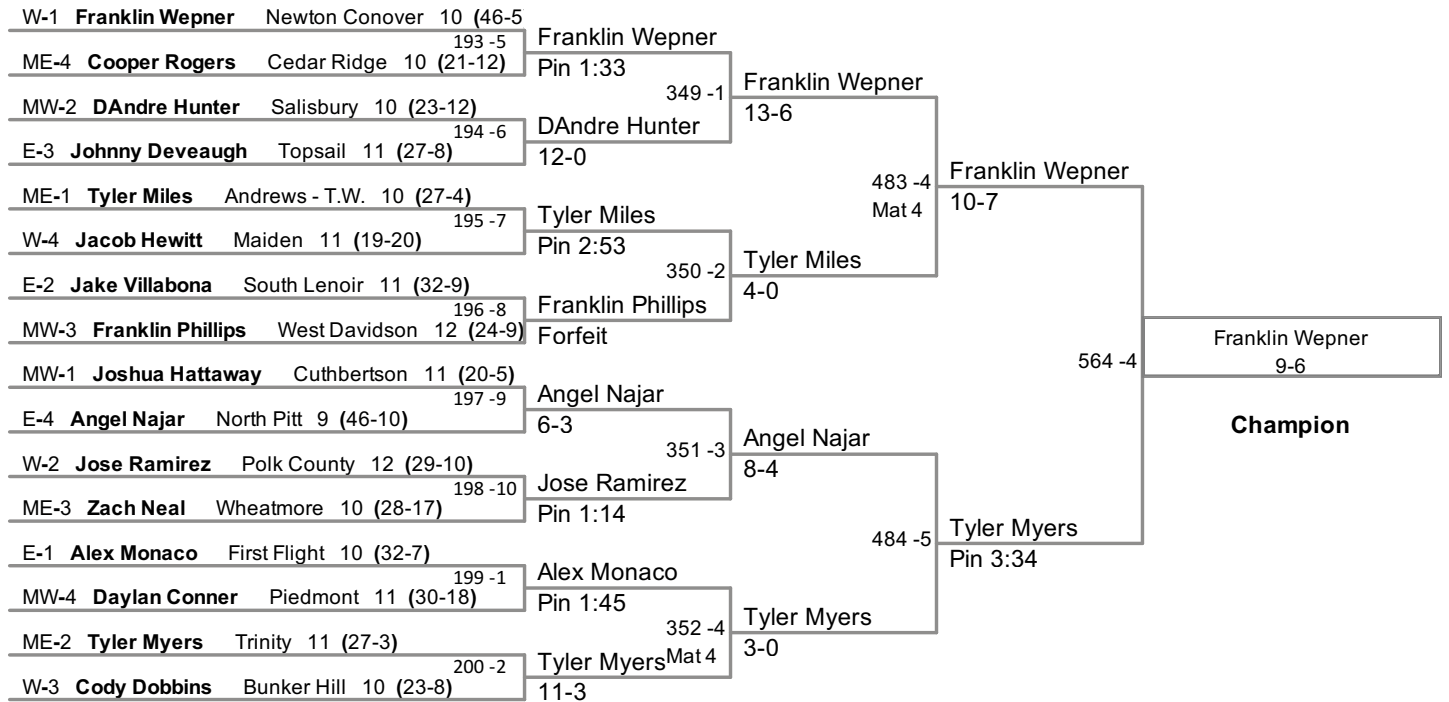 W-1 Franklin Wepner Newton Conover 10 (46-5
193 -5
ME-4 Cooper Rogers Cedar Ridge 10 (21-12)
Franklin Wepner
Pin 1:33
MW-2 DAndre Hunter Salisbury 10 (23-12)
194 -6
E-3 Johnny Deveaugh Topsail 11 (27-8)
DAndre Hunter
12-0
349 -1
Franklin Wepner
13-6
ME-1 Tyler Miles Andrews - T.W. 10 (27-4)
195 -7
W-4 Jacob Hewitt Maiden 11 (19-20)
Tyler Miles
Pin 2:53
E-2 Jake Villabona South Lenoir 11 (32-9)
196 -8
MW-3 Franklin Phillips West Davidson 12 (24-9)
Franklin Phillips
Forfeit
350 -2
Tyler Miles
4-0
483 -4
Mat 4
Franklin Wepner
10-7
MW-1 Joshua Hattaway Cuthbertson 11 (20-5)
197 -9
E-4 Angel Najar North Pitt 9 (46-10)
Angel Najar
6-3
W-2 Jose Ramirez Polk County 12 (29-10)
198 -10
ME-3 Zach Neal Wheatmore 10 (28-17)
Jose Ramirez
Pin 1:14
351 -3
Angel Najar
8-4
E-1 Alex Monaco First Flight 10 (32-7)
199 -1
MW-4 Daylan Conner Piedmont 11 (30-18)
Alex Monaco
Pin 1:45
ME-2 Tyler Myers Trinity 11 (27-3)
200 -2
W-3 Cody Dobbins Bunker Hill 10 (23-8)
Tyler Myers
11-3
352 -4
Mat 4
Tyler Myers
3-0
484 -5
Tyler Myers
Pin 3:34
564 -4
Franklin Wepner
9-6
Champion